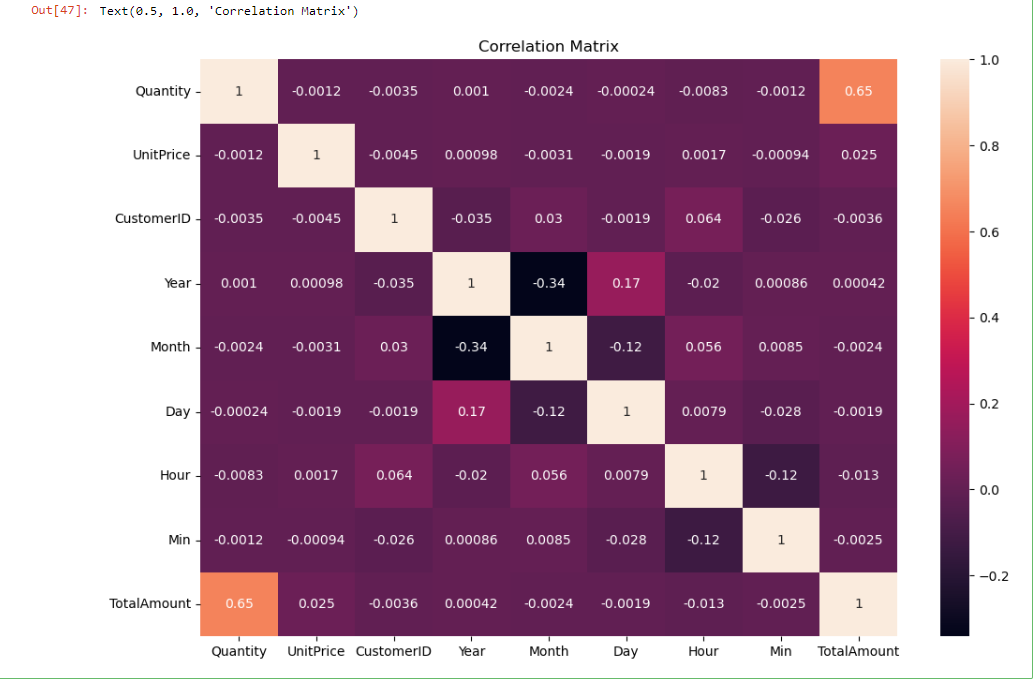 Out[47]: Text(0.5, 1.0, 'Correlation Matrix')
Correlation Matrix
Quantity 1 -0.0012 -0.0035 0.001 -0.0024 -0.00024 -0.0083 -0.0012 0.65
UnitPrice -0.0012 1 -0.0045 0.00098 -0.0031 -0.0019 0.0017 -0.00094 0.025
CustomerID -0.0035 -0.0045 1 -0.035 0.03 -0.0019 0.064 -0.026 -0.0036
Year 0.001 0.00098 -0.035 1 -0.34 0.17 -0.02 0.00086 0.00042
Month -0.0024 -0.0031 0.03 -0.34 1 -0.12 0.056 0.0085 -0.0024
Day -0.00024 -0.0019 -0.0019 0.17 -0.12 1 0.0079 -0.028 -0.0019
Hour -0.0083 0.0017 0.064 -0.02 0.056 0.0079 1 -0.12 -0.013
Min -0.0012 -0.00094 -0.026 0.00086 0.0085 -0.028 -0.12 1 -0.0025
TotalAmount 0.65 0.025 -0.0036 0.00042 -0.0024 -0.0019 -0.013 -0.0025 1
Quantity UnitPrice CustomerID Year Month Day Hour Min TotalAmount
1.0
0.8
0.6
0.4
0.2
0.0
−0.2